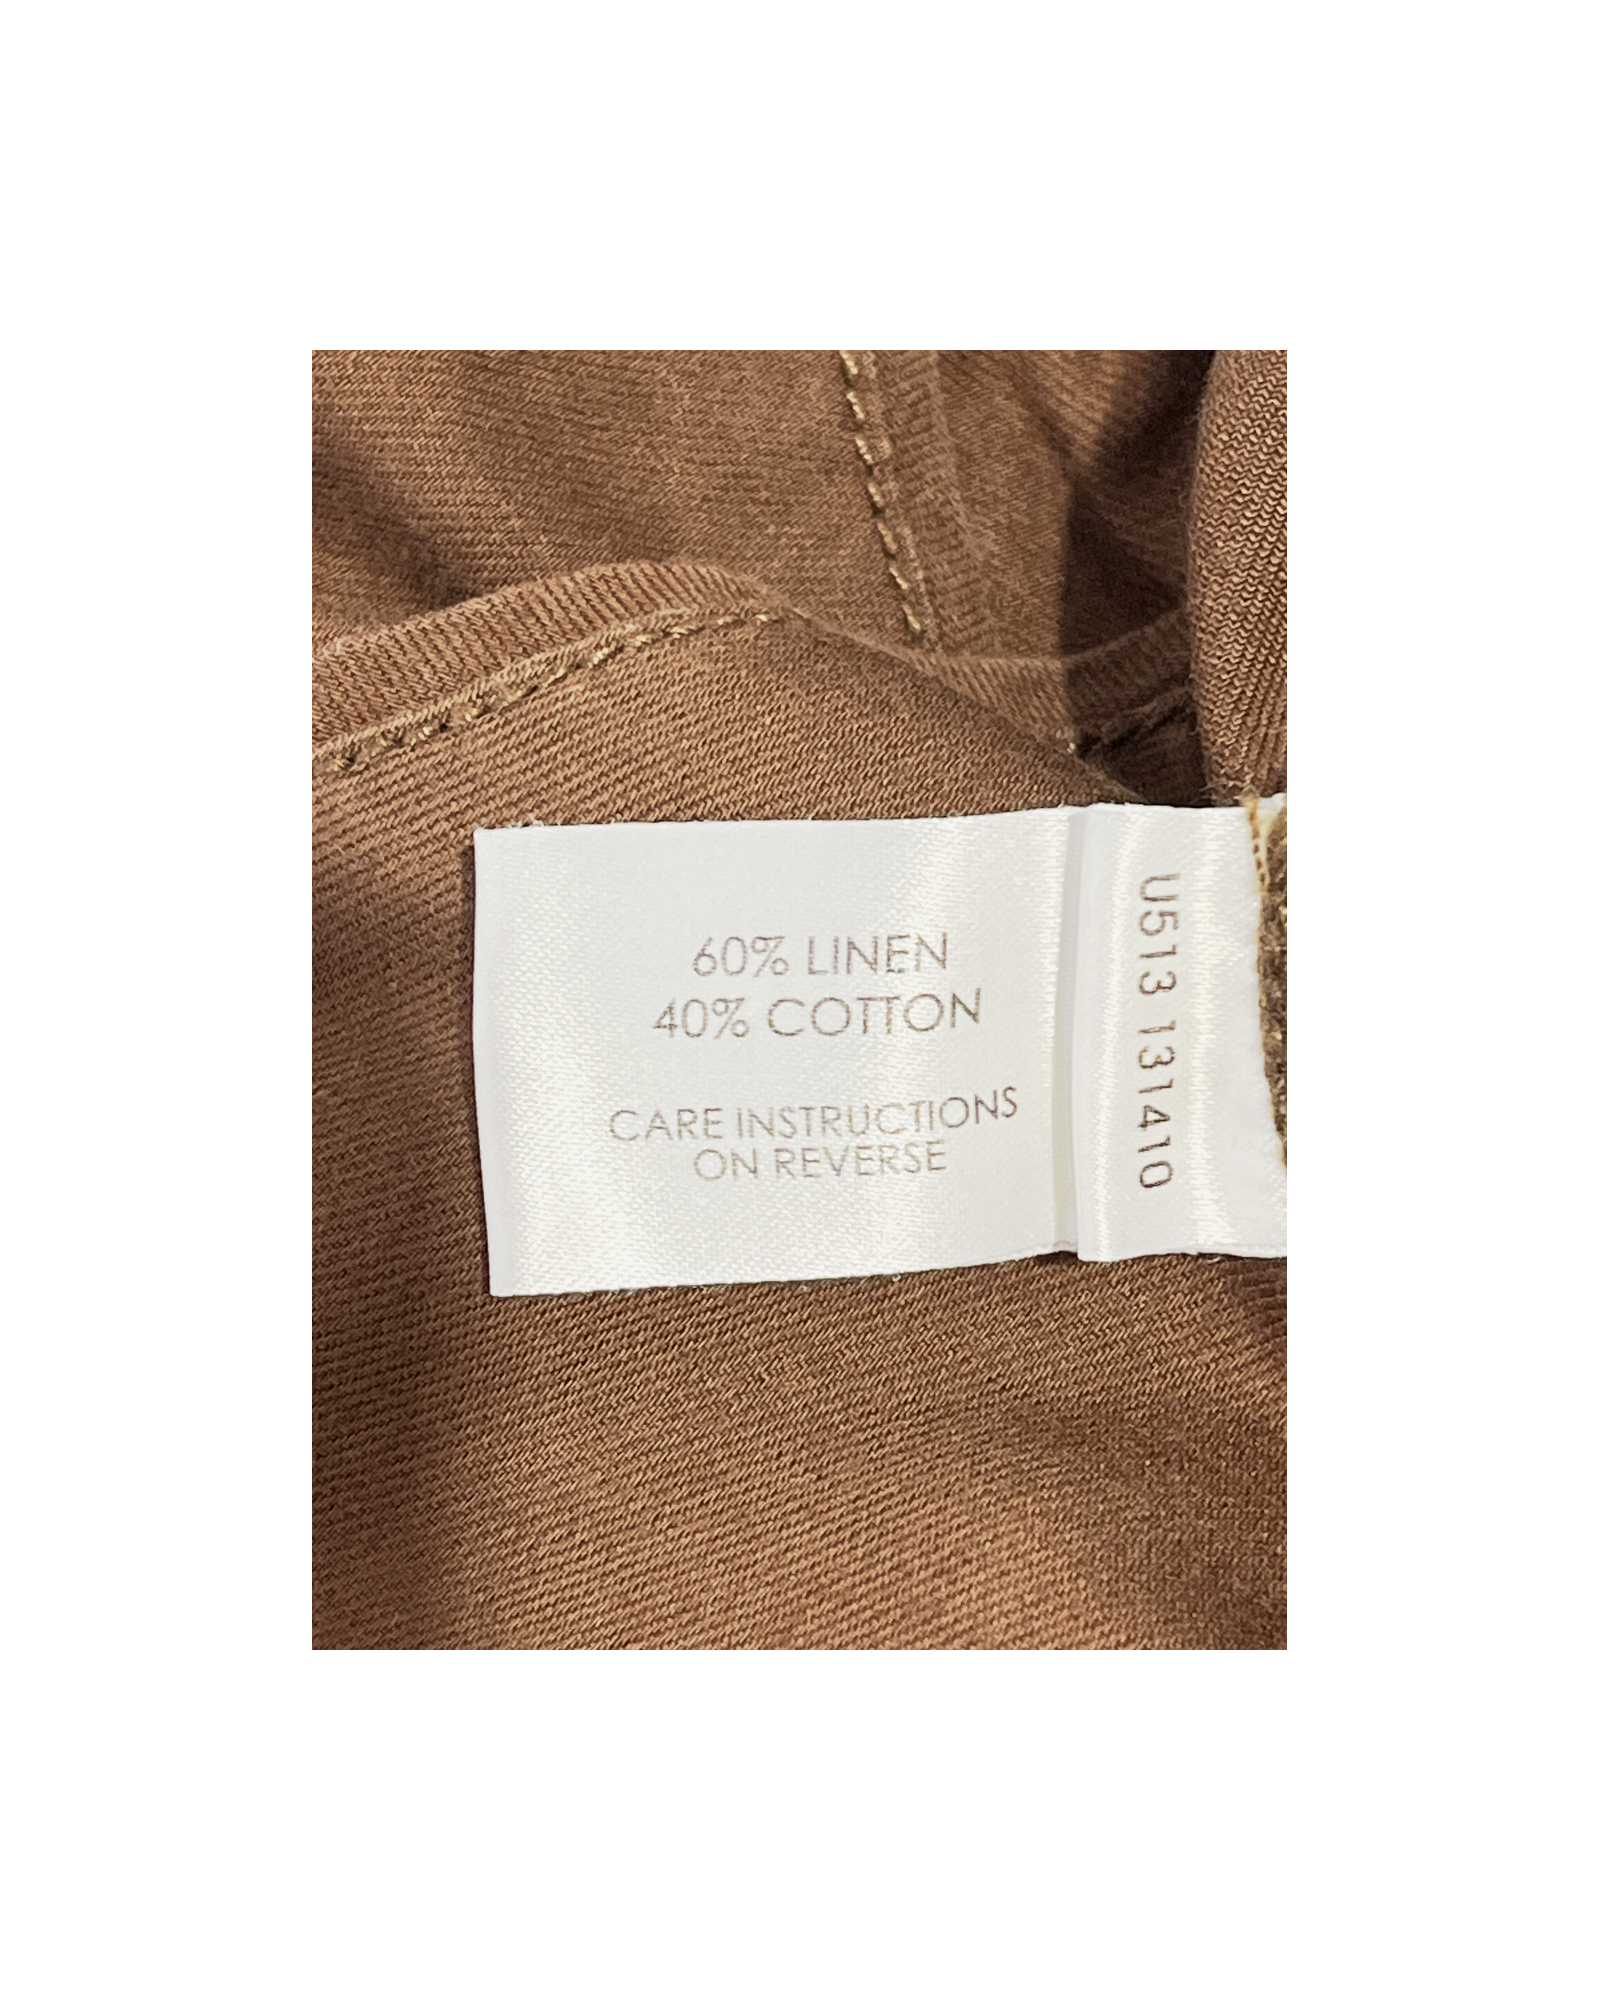 60% LINEN
40% COTTON
CARE INSTRUCTIONS
ON REVERSE
U513 131410